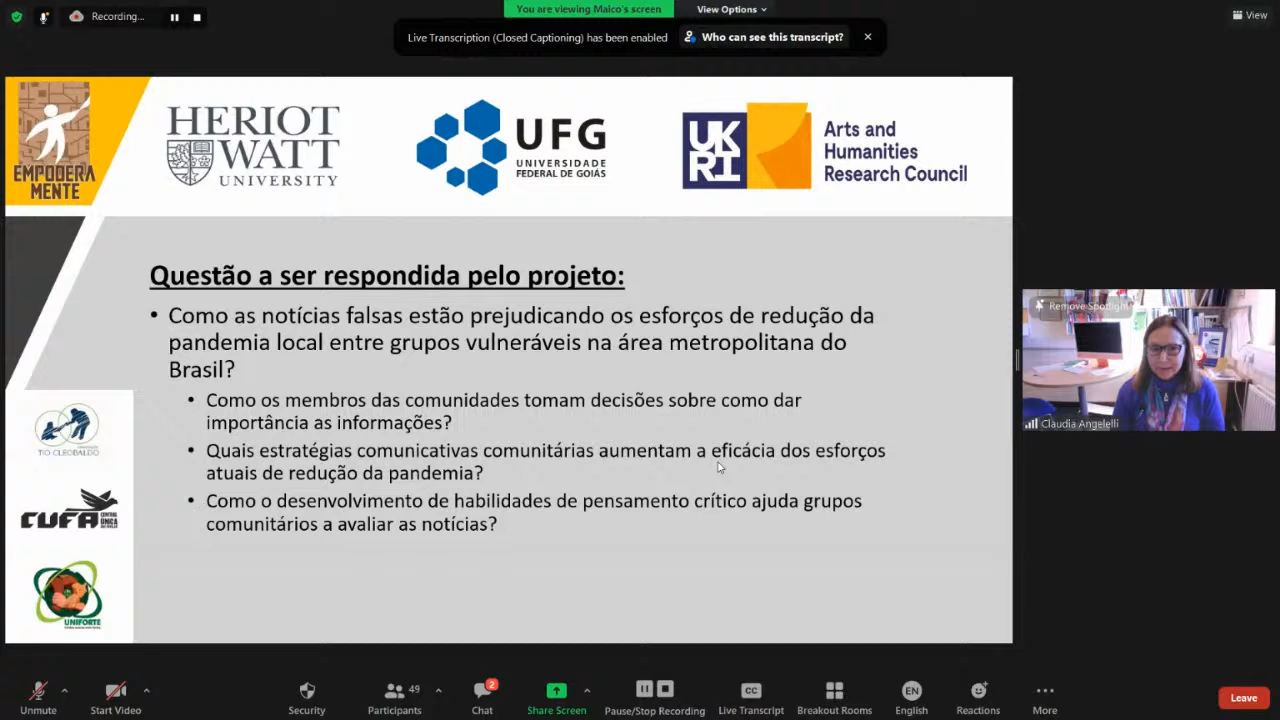 Recording...
You are viewing Maico's screen
View Options
View
Live Transcription (Closed Captioning) has been enabled
Who can see this transcript?
EMPODERA
MENTE
HERIOT
WATT
UNIVERSITY
UFG
UNIVERSIDADE
FEDERAL DE GOIÁS
UK
RI
Arts and
Humanities
Research Council
Questão a ser respondida pelo projeto:
• Como as notícias falsas estão prejudicando os esforços de redução da
pandemia local entre grupos vulneráveis na área metropolitana do
Brasil?
• Como os membros das comunidades tomam decisões sobre como dar
importância as informações?
• Quais estratégias comunicativas comunitárias aumentam a eficácia dos esforços
atuais de redução da pandemia?
• Como o desenvolvimento de habilidades de pensamento crítico ajuda grupos
comunitários a avaliar as notícias?
TIO CLEOBALDO
CUFA
CENTRAL
ÚNICA
UNIFORTE
Remove Spotlight
Claudia Angelelli
Unmute
Start Video
Security
49
Participants
2
Chat
Share Screen
Pause/Stop Recording
CC
Live Transcript
Breakout Rooms
EN
English
Reactions
More
Leave